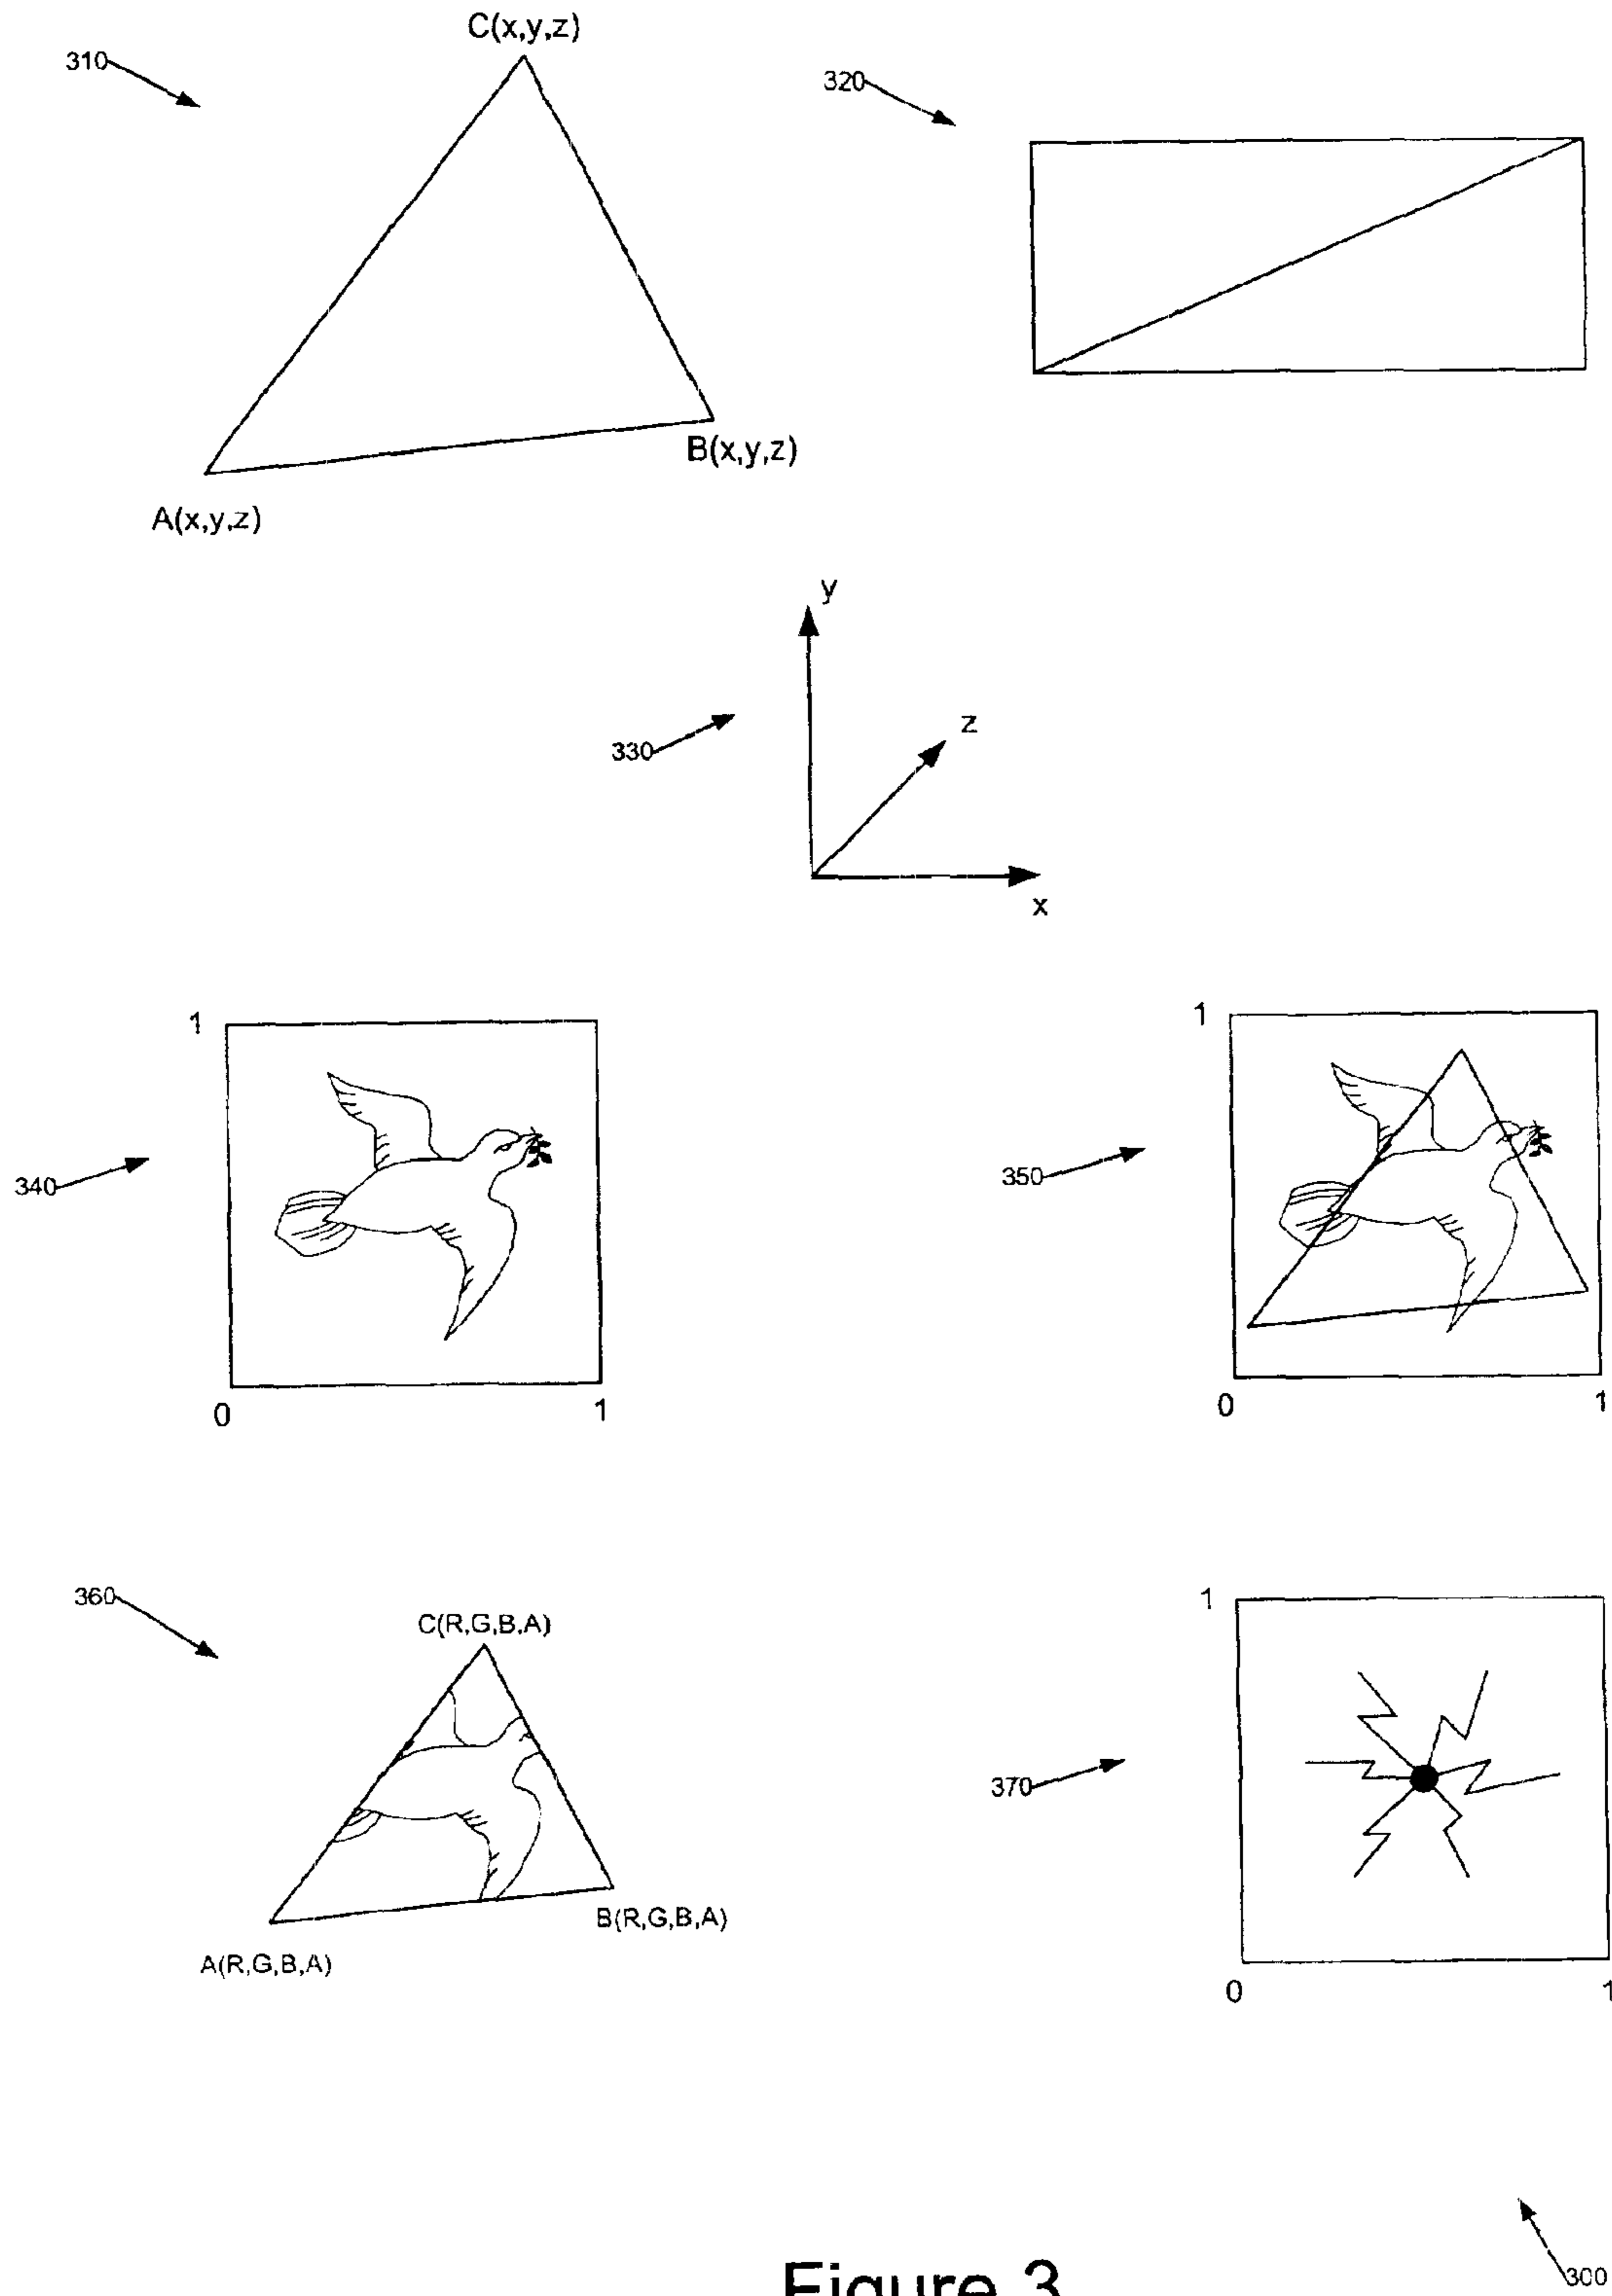 C(x,y,z)
310
320
B(x,y,z)
A(x,y,z)
y
z
330
x
1
340
0
1
1
350
0
1
360
C(R,G,B,A)
B(R,G,B,A)
A(R,G,B,A)
1
370
0
1
300
Figure 3